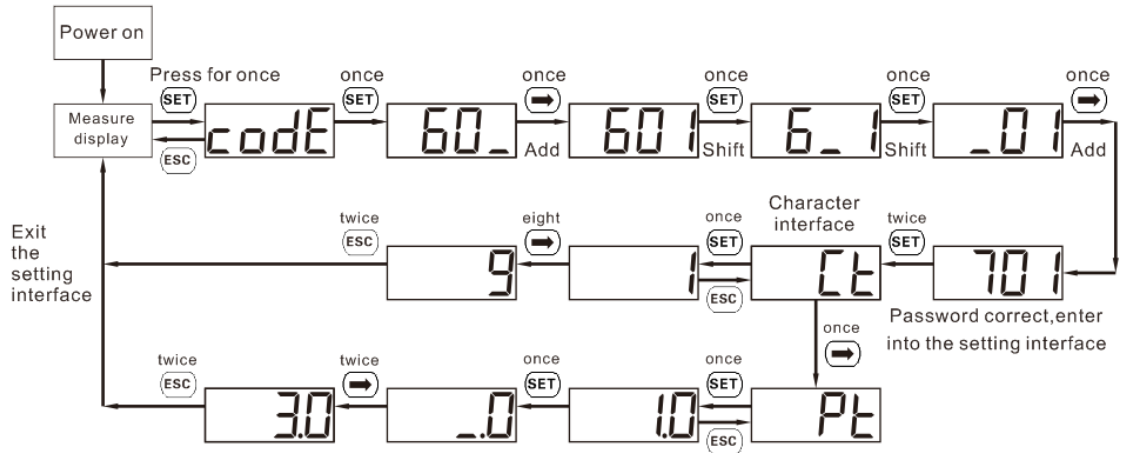 Power on
Press for once
once
once
once
once
once
SET
SET
➡
SET
SET
➡
Measure
display
codE
60_
601
6_1
_01
ESC
Add
Shift
Shift
Add
Character
interface
twice
eight
once
twice
ESC
➡
SET
SET
Exit
the
setting
interface
9
1
Ct
701
ESC
Password correct,enter
into the setting interface
once
➡
twice
twice
once
once
ESC
➡
SET
SET
3.0
_.0
1.0
Pt
ESC